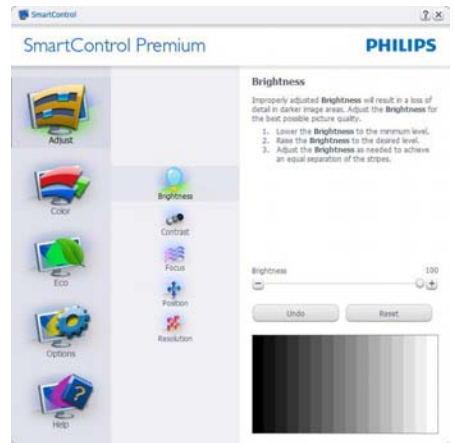 SmartControl
SmartControl Premium
PHILIPS
Adjust
Color
Eco
Options
Help
Brightness
Contrast
Focus
Position
Resolution
Brightness
Improperly adjusted Brightness will result in a loss of
detail in darker image areas. Adjust the Brightness for
the best possible picture quality.
1. Lower the Brightness to the minimum level.
2. Raise the Brightness to the desired level.
3. Adjust the Brightness as needed to achieve
an equal separation of the stripes.
Brightness 100
Undo Reset